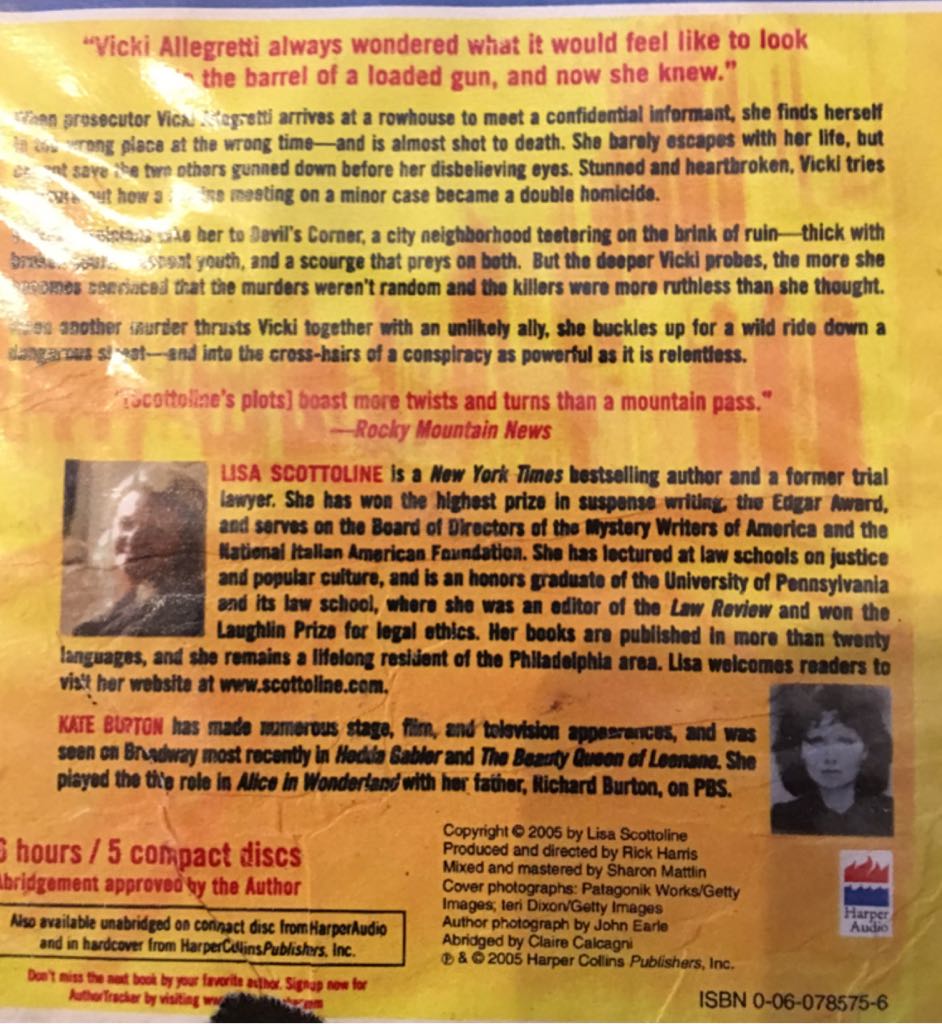 "Vicki Allegretti always wondered what it would feel like to look
the barrel of a loaded gun, and now she knew."
When prosecutor Vicki Allegretti arrives at a rowhouse to meet a confidential informant, she finds herself
in the wrong place at the wrong time—and is almost shot to death. She barely escapes with her life, but
cannot save the two others gunned down before her disbelieving eyes. Stunned and heartbroken, Vicki tries
out how a routine meeting on a minor case became a double homicide.
take her to Devil's Corner, a city neighborhood teetering on the brink of ruin—thick with
youth, and a scourge that preys on both. But the deeper Vicki probes, the more she
becomes convinced that the murders weren't random and the killers were more ruthless than she thought.
When another murder thrusts Vicki together with an unlikely ally, she buckles up for a wild ride down a
dangerous street—and into the cross-hairs of a conspiracy as powerful as it is relentless.
"[Scottoline's plots] boast more twists and turns than a mountain pass."
—Rocky Mountain News
LISA SCOTTOLINE is a New York Times bestselling author and a former trial
lawyer. She has won the highest prize in suspense writing, the Edgar Award,
and serves on the Board of Directors of the Mystery Writers of America and the
National Italian American Foundation. She has lectured at law schools on justice
and popular culture, and is an honors graduate of the University of Pennsylvania
and its law school, where she was an editor of the Law Review and won the
Laughlin Prize for legal ethics. Her books are published in more than twenty
languages, and she remains a lifelong resident of the Philadelphia area. Lisa welcomes readers to
visit her website at www.scottoline.com.
KATE BURTON has made numerous stage, film, and television appearances, and was
seen on Broadway most recently in Hedda Gabler and The Beauty Queen of Leenane. She
played the title role in Alice in Wonderland with her father, Richard Burton, on PBS.
6 hours / 5 compact discs
Abridgement approved by the Author
Also available unabridged on compact disc from HarperAudio
and in hardcover from HarperCollinsPublishers, Inc.
Don't miss the next book by your favorite author. Sign up now for
AuthorTracker by visiting
Copyright © 2005 by Lisa Scottoline
Produced and directed by Rick Harris
Mixed and mastered by Sharon Mattlin
Cover photographs: Patagonik Works/Getty
Images; Teri Dixon/Getty Images
Author photograph by John Earle
Abridged by Claire Calcagni
℗ & © 2005 Harper Collins Publishers, Inc.
Harper
Audio
ISBN 0-06-078575-6